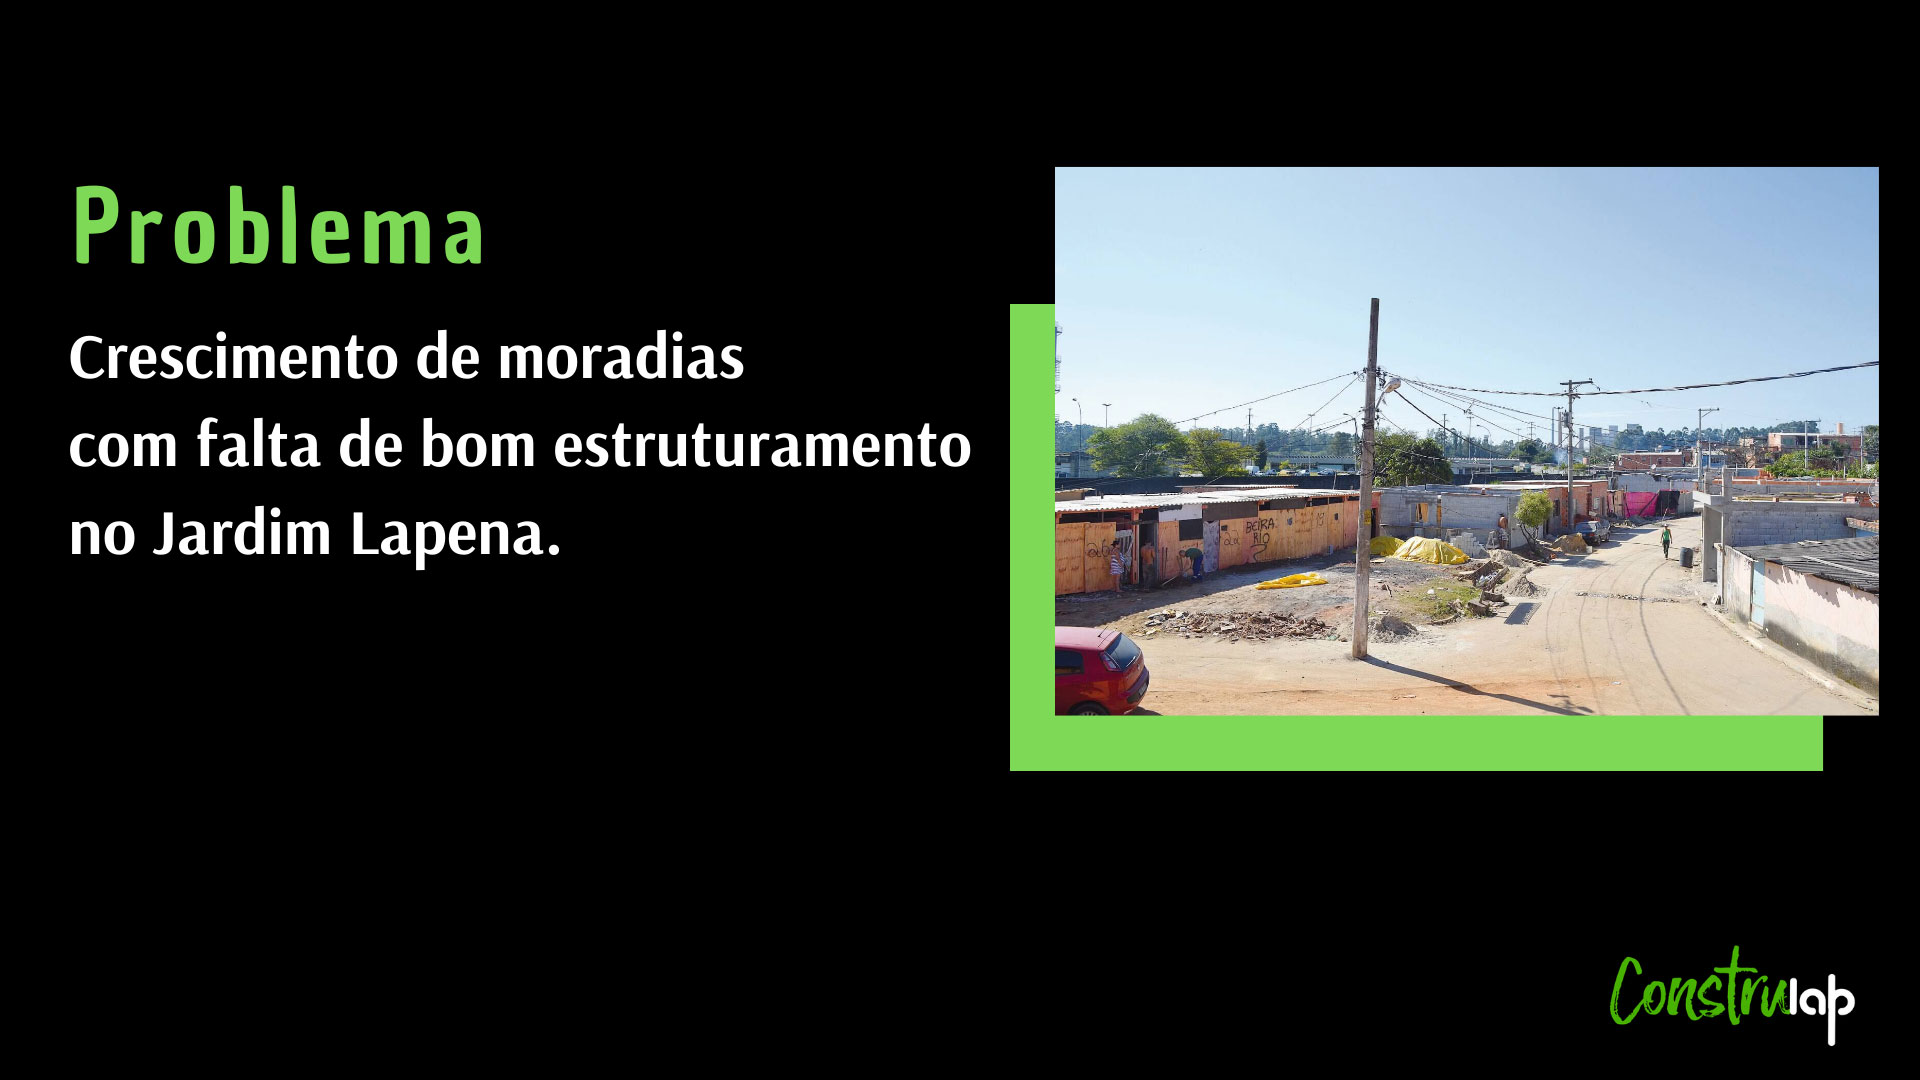 Problema
Crescimento de moradias
com falta de bom estruturamento
no Jardim Lapena.
BEIRA
RIO
Construlap